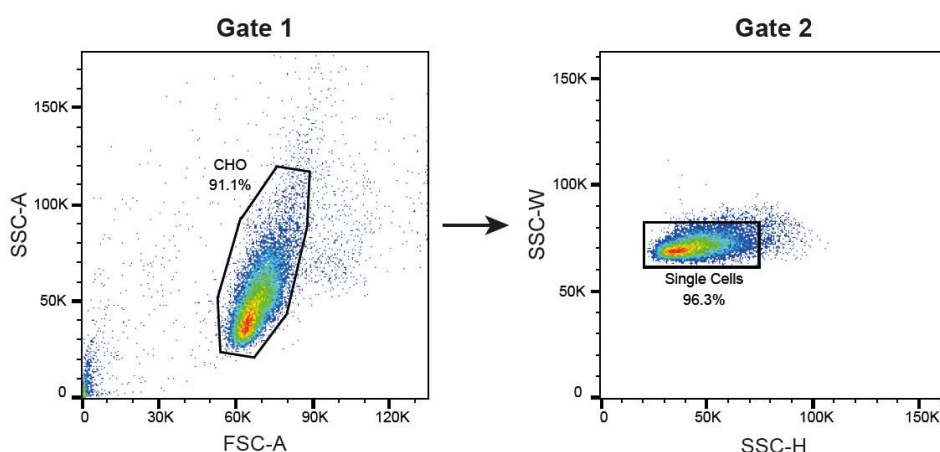 Gate 1
Gate 2
150K
100K
50K
0
SSC-A
CHO
91.1%
0
30K
60K
90K
120K
FSC-A
150K
100K
50K
0
SSC-W
Single Cells
96.3%
0
50K
100K
150K
SSC-H